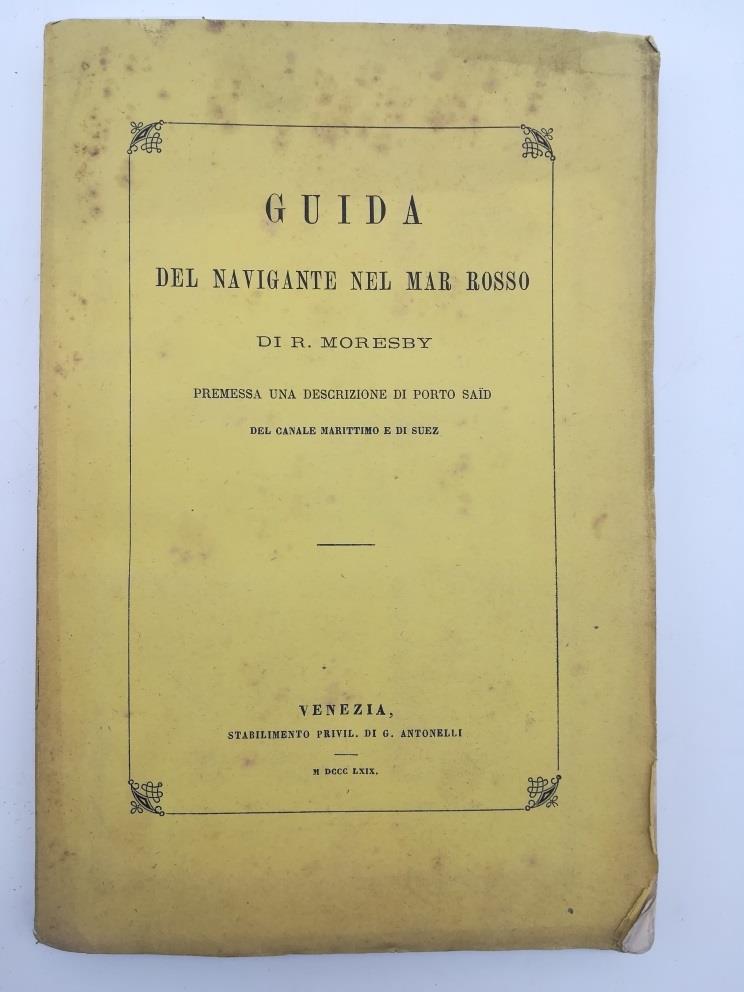 GUIDA
DEL NAVIGANTE NEL MAR ROSSO
DI R. MORESBY
PREMESSA UNA DESCRIZIONE DI PORTO SAÏD
DEL CANALE MARITTIMO E DI SUEZ
VENEZIA,
STABILIMENTO PRIVIL. DI G. ANTONELLI
M DCCC LXIX.